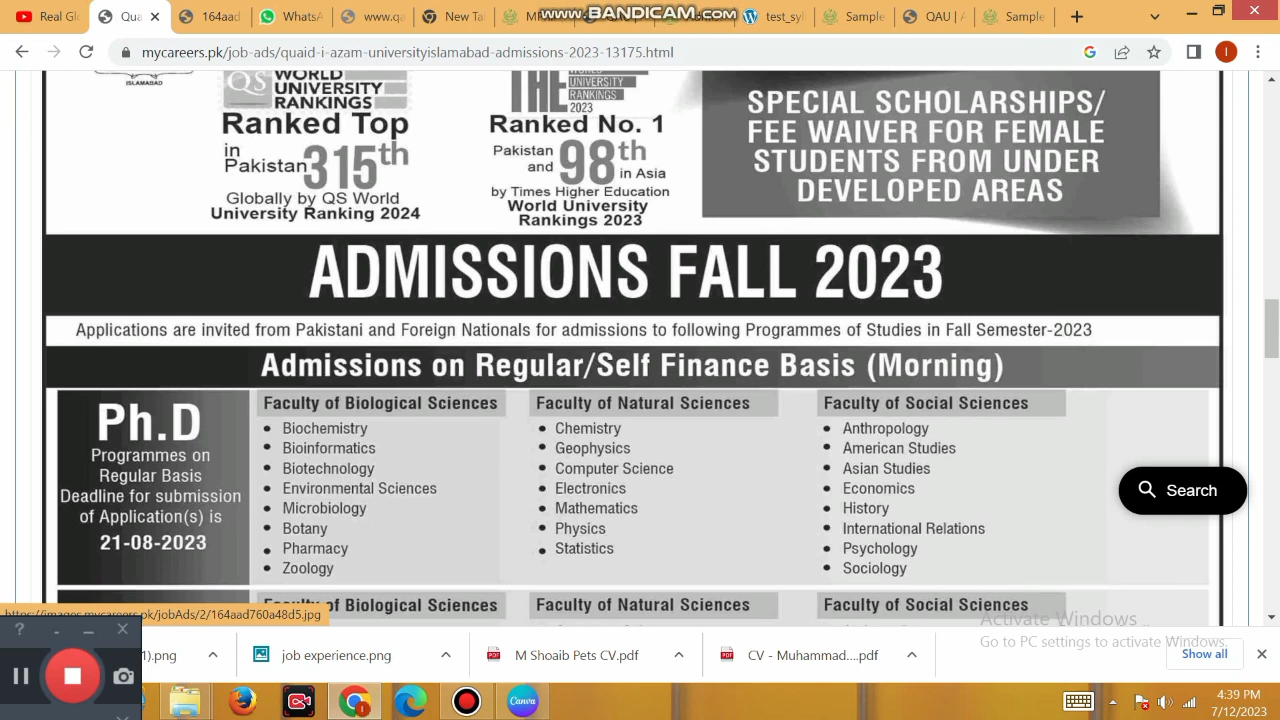 Real Gl
Qua
164aad
WhatsA
www.qa
New Tab
www.BANDICAM.com
test_syl
Sample
QAU | A
Sample
mycareers.pk/job-ads/quaid-i-azam-universityislamabad-admissions-2023-13175.html
I
ISLAMABAD
QS
WORLD
UNIVERSITY
RANKINGS
Ranked Top
in
Pakistan 315th
Globally by QS World
University Ranking 2024
THE
UNIVERSITY
RANKINGS
2023
Ranked No. 1
Pakistan
and 98th in Asia
by Times Higher Education
World University
Rankings 2023
SPECIAL SCHOLARSHIPS/
FEE WAIVER FOR FEMALE
STUDENTS FROM UNDER
DEVELOPED AREAS
ADMISSIONS FALL 2023
Applications are invited from Pakistani and Foreign Nationals for admissions to following Programmes of Studies in Fall Semester-2023
Admissions on Regular/Self Finance Basis (Morning)
Ph.D
Programmes on
Regular Basis
Deadline for submission
of Application(s) is
21-08-2023
Faculty of Biological Sciences
• Biochemistry
• Bioinformatics
• Biotechnology
• Environmental Sciences
• Microbiology
• Botany
• Pharmacy
• Zoology
Faculty of Natural Sciences
• Chemistry
• Geophysics
• Computer Science
• Electronics
• Mathematics
• Physics
• Statistics
Faculty of Social Sciences
• Anthropology
• American Studies
• Asian Studies
• Economics
• History
• International Relations
• Psychology
• Sociology
Search
Faculty of Biological Sciences
Faculty of Natural Sciences
Faculty of Social Sciences
https://images.mycareers.pk/jobAds/2/164aad760a48d5.jpg
Activate Windows
Go to PC settings to activate Windows.
1).png
job experience.png
M Shoaib Pets CV.pdf
CV - Muhammad....pdf
Show all
Canva
4:39 PM
7/12/2023